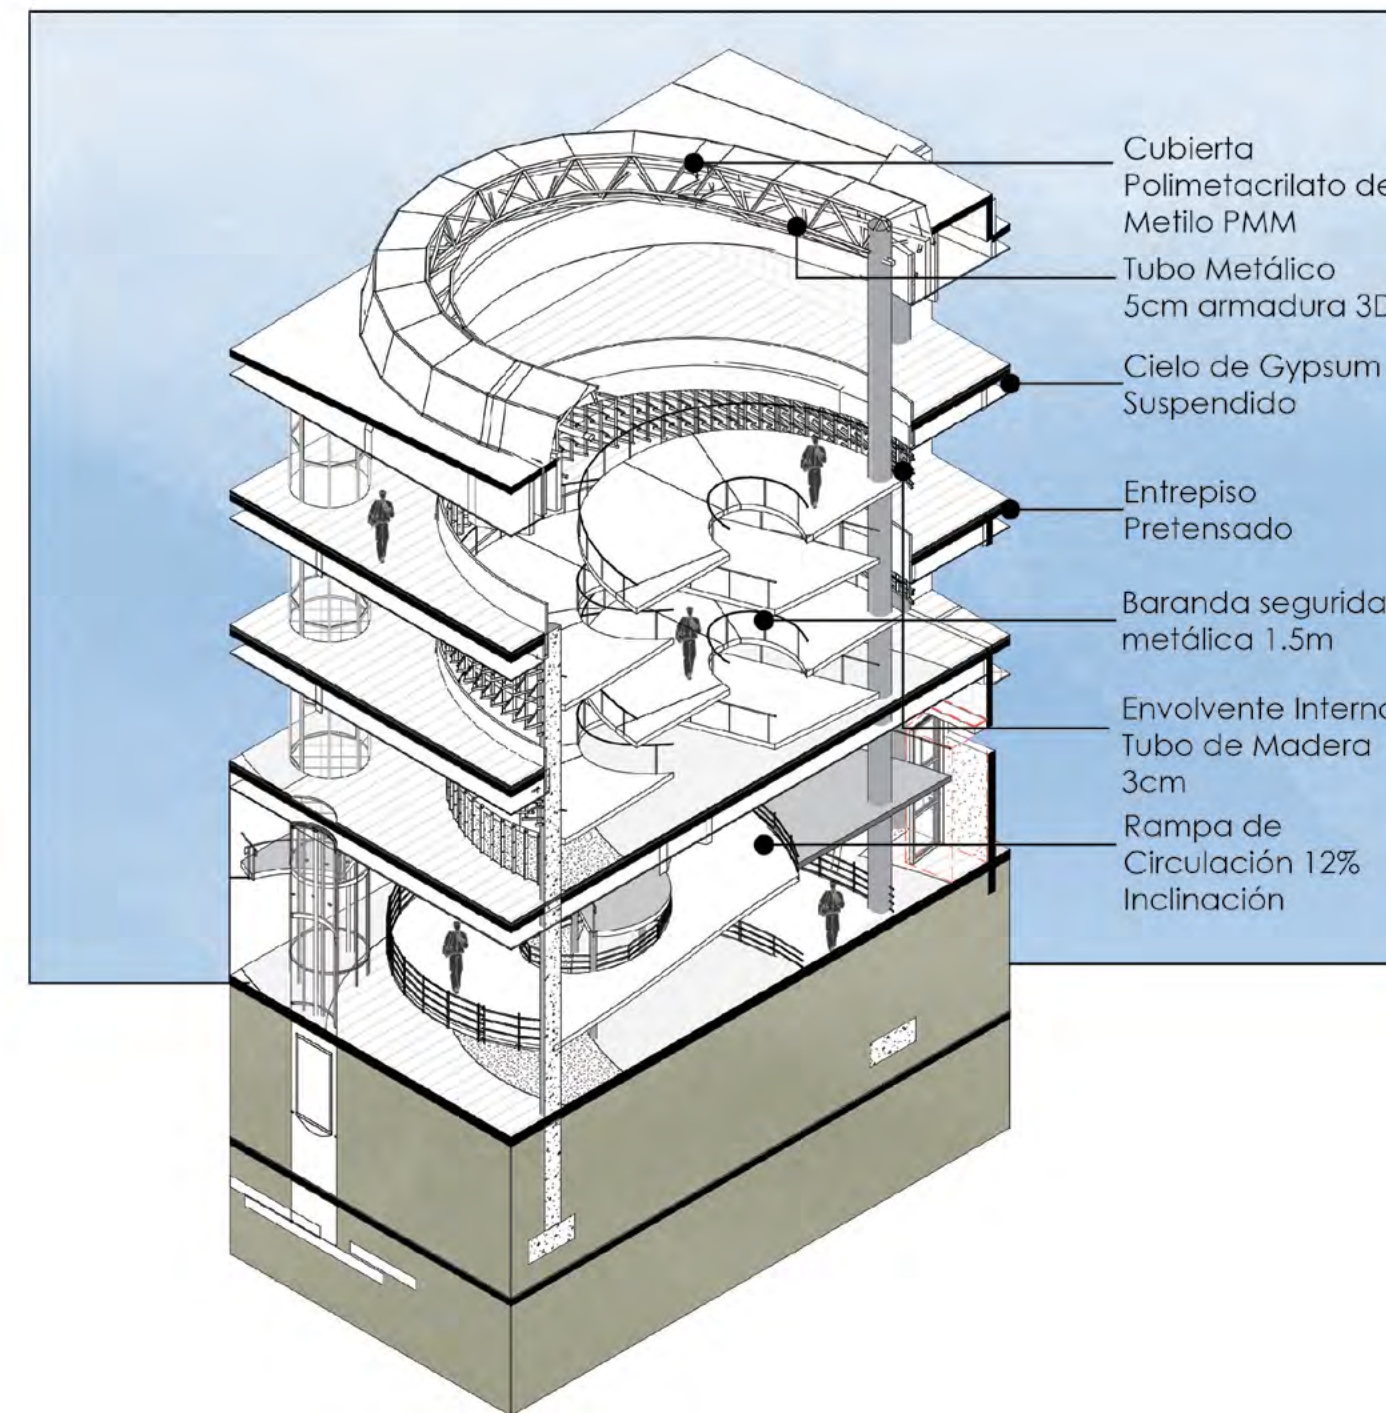 Cubierta
Polimetacrilato de
Metilo PMM
Tubo Metálico
5cm armadura 3D
Cielo de Gypsum
Suspendido
Entrepiso
Pretensado
Baranda segurida
metálica 1.5m
Envolvente Interno
Tubo de Madera
3cm
Rampa de
Circulación 12%
Inclinación